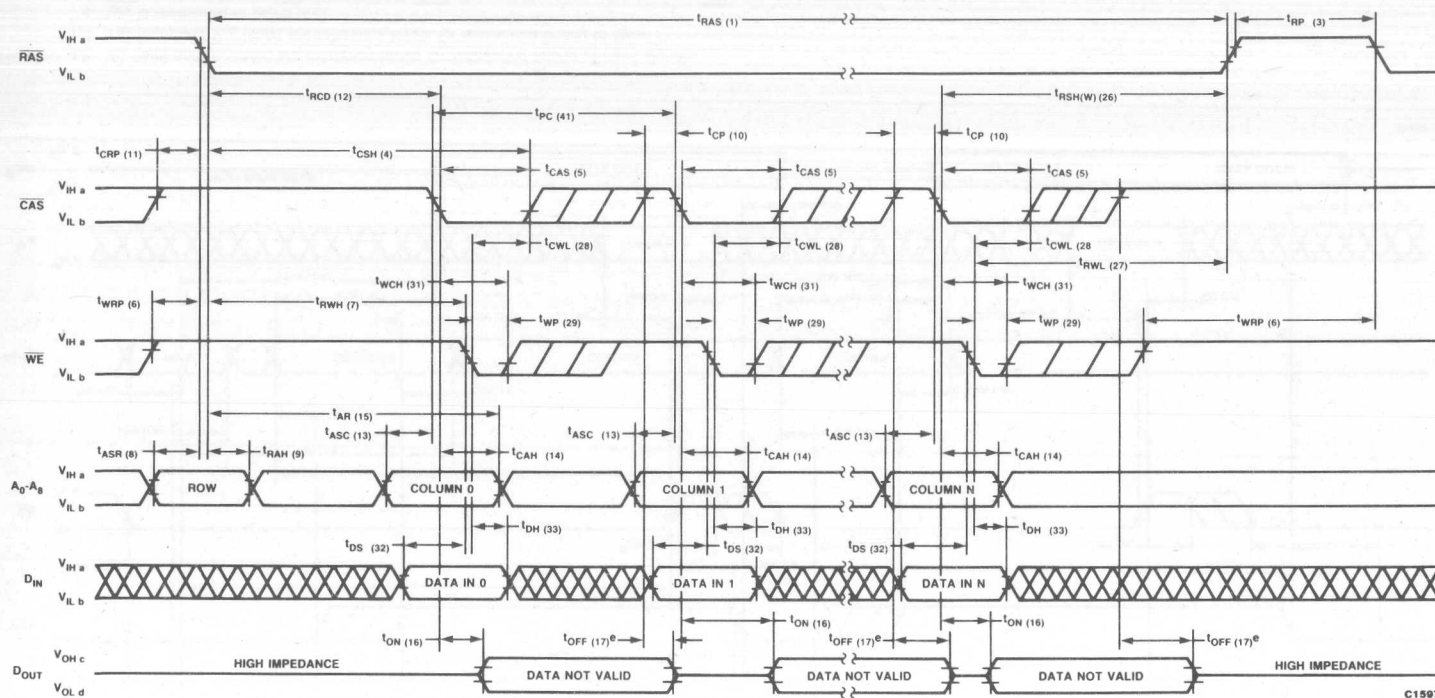 tRAS (1)
tRP (3)
RAS
VIH a
VIL b
tRCD (12)
tPC (41)
tRSH(W) (26)
tCP (10)
tCP (10)
tCRP (11)
tCSH (4)
tCAS (5)
tCAS (5)
tCAS (5)
CAS
VIH a
VIL b
tCWL (28)
tCWL (28)
tCWL (28
tRWL (27)
tWCH (31)
tWCH (31)
tWCH (31)
tWRP (6)
tRWH (7)
tWP (29)
tWP (29)
tWP (29)
tWRP (6)
WE
VIH a
VIL b
tAR (15)
tASC (13)
tASC (13)
tASC (13)
tASR (8)
tRAH (9)
tCAH (14)
tCAH (14)
tCAH (14)
A0-A8
VIH a
VIL b
ROW
COLUMN 0
COLUMN 1
COLUMN N
tDH (33)
tDH (33)
tDH (33)
tDS (32)
tDS (32)
tDS (32)
DIN
VIH a
VIL b
DATA IN 0
DATA IN 1
DATA IN N
tON (16)
tOFF (17)e
tON (16)
tOFF (17)e
tON (16)
tOFF (17)e
DOUT
VOH c
VOL d
HIGH IMPEDANCE
DATA NOT VALID
DATA NOT VALID
DATA NOT VALID
HIGH IMPEDANCE